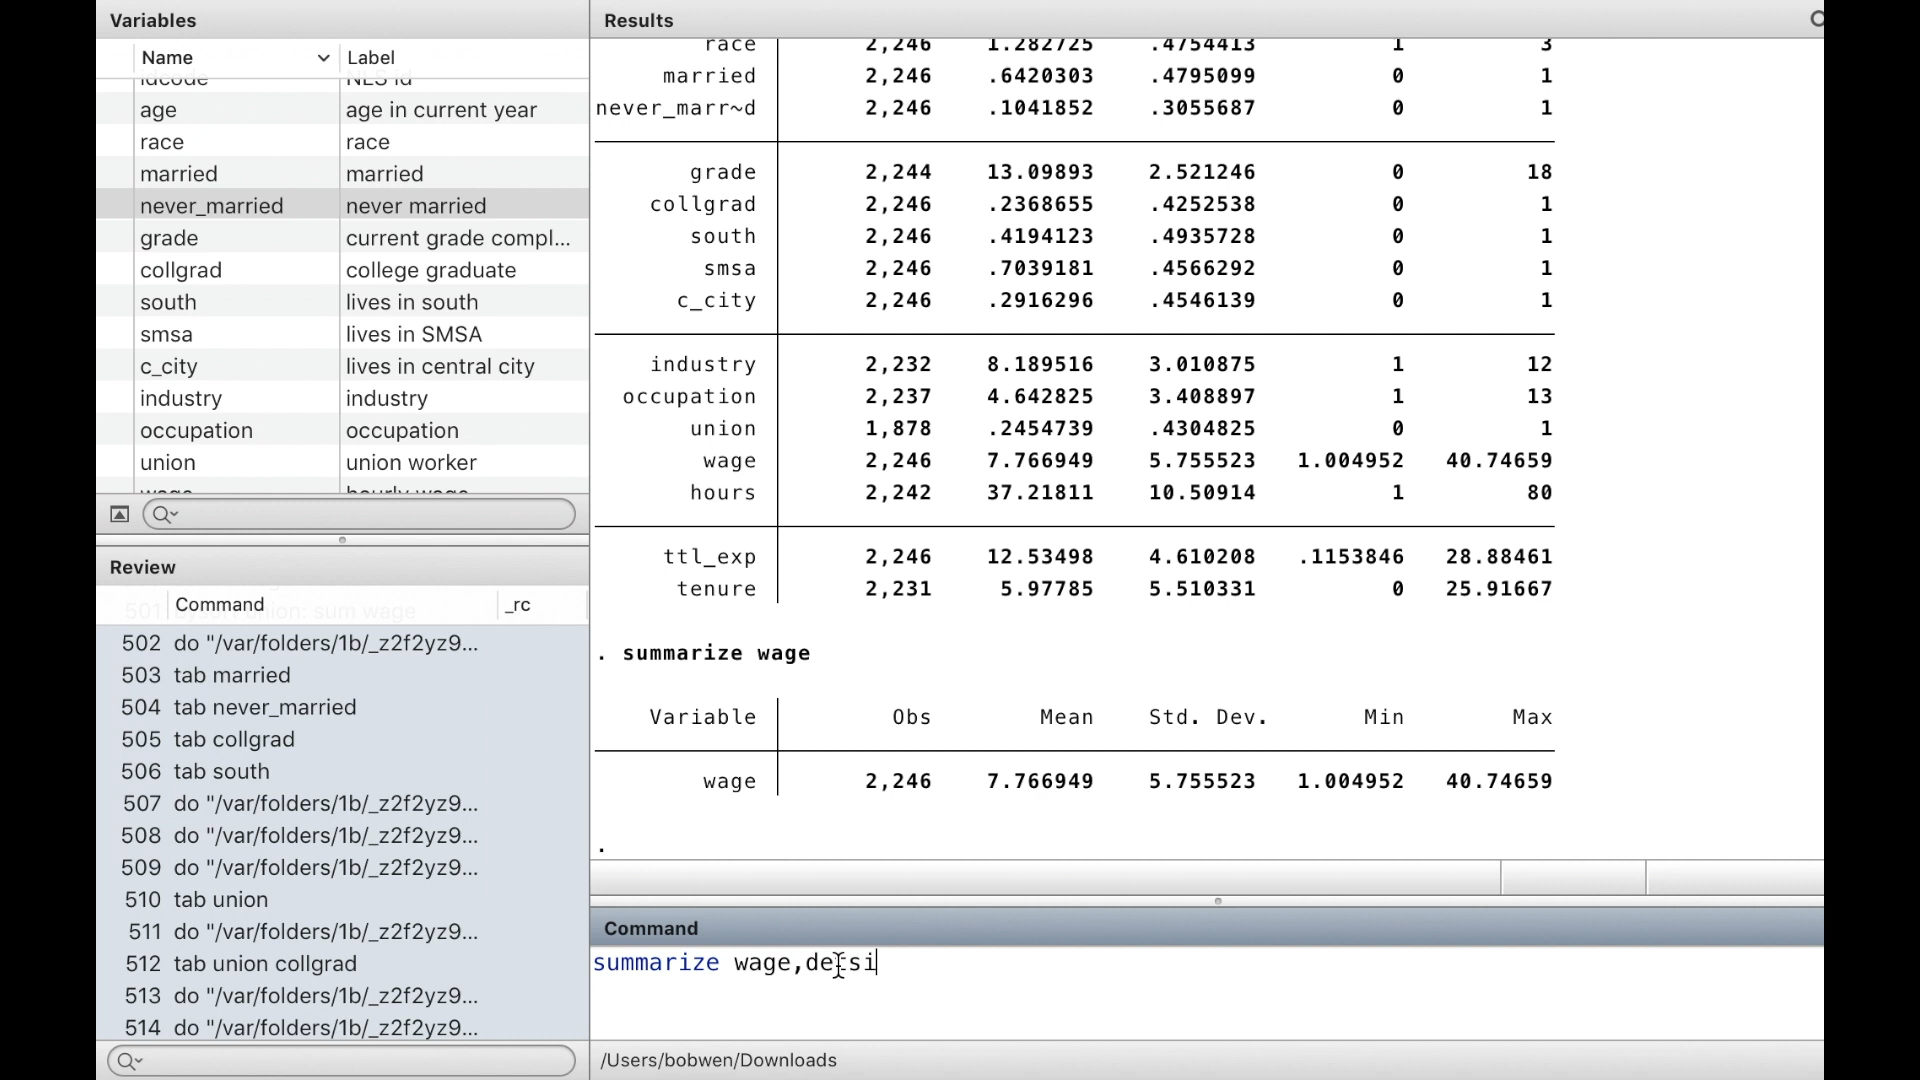 Variables
Name Label
idcode NLS id
age age in current year
race race
married married
never_married never married
grade current grade compl...
collgrad college graduate
south lives in south
smsa lives in SMSA
c_city lives in central city
industry industry
occupation occupation
union union worker
wage hourly wage
Review
Command _rc
502 do "/var/folders/1b/_z2f2yz9...
503 tab married
504 tab never_married
505 tab collgrad
506 tab south
507 do "/var/folders/1b/_z2f2yz9...
508 do "/var/folders/1b/_z2f2yz9...
509 do "/var/folders/1b/_z2f2yz9...
510 tab union
511 do "/var/folders/1b/_z2f2yz9...
512 tab union collgrad
513 do "/var/folders/1b/_z2f2yz9...
514 do "/var/folders/1b/_z2f2yz9...
Results
race 2,246 1.282725 .4754413 1 3
married 2,246 .6420303 .4795099 0 1
never_marr~d 2,246 .1041852 .3055687 0 1
grade 2,244 13.09893 2.521246 0 18
collgrad 2,246 .2368655 .4252538 0 1
south 2,246 .4194123 .4935728 0 1
smsa 2,246 .7039181 .4566292 0 1
c_city 2,246 .2916296 .4546139 0 1
industry 2,232 8.189516 3.010875 1 12
occupation 2,237 4.642825 3.408897 1 13
union 1,878 .2454739 .4304825 0 1
wage 2,246 7.766949 5.755523 1.004952 40.74659
hours 2,242 37.21811 10.50914 1 80
ttl_exp 2,246 12.53498 4.610208 .1153846 28.88461
tenure 2,231 5.97785 5.510331 0 25.91667
. summarize wage
Variable Obs Mean Std. Dev. Min Max
wage 2,246 7.766949 5.755523 1.004952 40.74659
.
Command
summarize
/Users/bobwen/Downloads